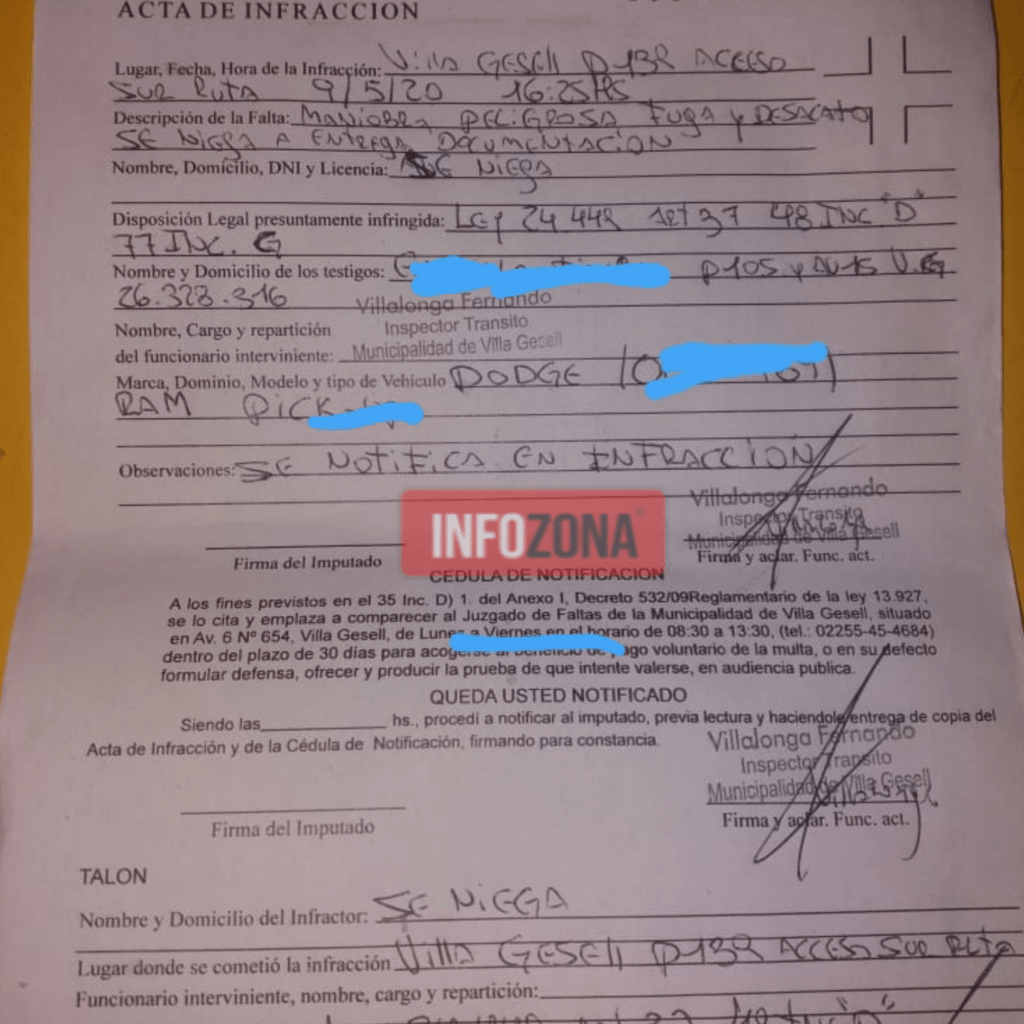 ACTA DE INFRACCION
Lugar, Fecha, Hora de la Infracción: Villa GESEll P138 ACCESO
SUR RUTA 9/5/20 16:25HS
Descripción de la Falta: MANIOBRA PELIGROSA FUGA y DESACATO
SE NIEGA A ENTREGA DOCUMENTACION
Nombre, Domicilio, DNI y Licencia: SE NIEGA
Disposición Legal presuntamente infringida: LEY 24 449 Art 37 48 INC "D"
77 INC. G
Nombre y Domicilio de los testigos: P105 y AV15 V.G
26.328.316
Villalonga Fernando
Nombre, Cargo y repartición
Inspector Transito
del funcionario interviniente: Municipalidad de Villa Gesell
Marca, Dominio, Modelo y tipo de Vehículo DODGE
RAM PICK-UP
Observaciones: SE NOTIFICA EN INFRACCION
Villalonga Fernando
Inspector Transito
Municipalidad de Villa Gesell
INFOZONA®
Firma del Imputado
Firma y aclar. Func. act.
CEDULA DE NOTIFICACION
A los fines previstos en el 35 Inc. D) 1. del Anexo I, Decreto 532/09Reglamentario de la ley 13.927,
se lo cita y emplaza a comparecer al Juzgado de Faltas de la Municipalidad de Villa Gesell, situado
en Av. 6 Nº 654, Villa Gesell, de Lunes a Viernes en el horario de 08:30 a 13:30, (tel.: 02255-45-4684)
dentro del plazo de 30 días para acogerse al beneficio de pago voluntario de la multa, o en su defecto
formular defensa, ofrecer y producir la prueba de que intente valerse, en audiencia publica.
QUEDA USTED NOTIFICADO
Siendo las____________ hs., procedí a notificar al imputado, previa lectura y haciendole entrega de copia del
Acta de Infracción y de la Cédula de Notificación, firmando para constancia.
Villalonga Fernando
Inspector Transito
Municipalidad de Villa Gesell
Firma del Imputado
Firma y aclar. Func. act.
TALON
Nombre y Domicilio del Infractor: SE NIEGA
Lugar donde se cometió la infracción Villa GESEll P138 ACCESO SUR RUTA
Funcionario interviniente, nombre, cargo y repartición: